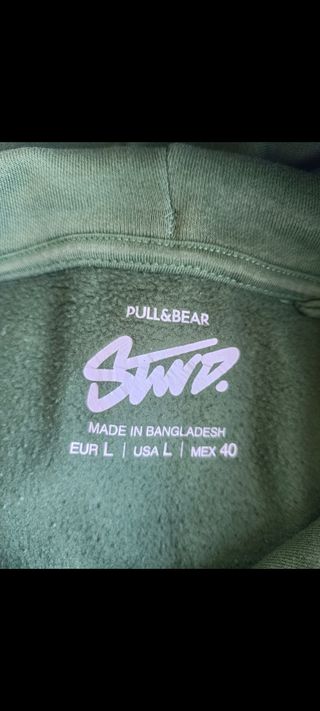 PULL&BEAR
STWD.
MADE IN BANGLADESH
EUR L | USA L | MEX 40